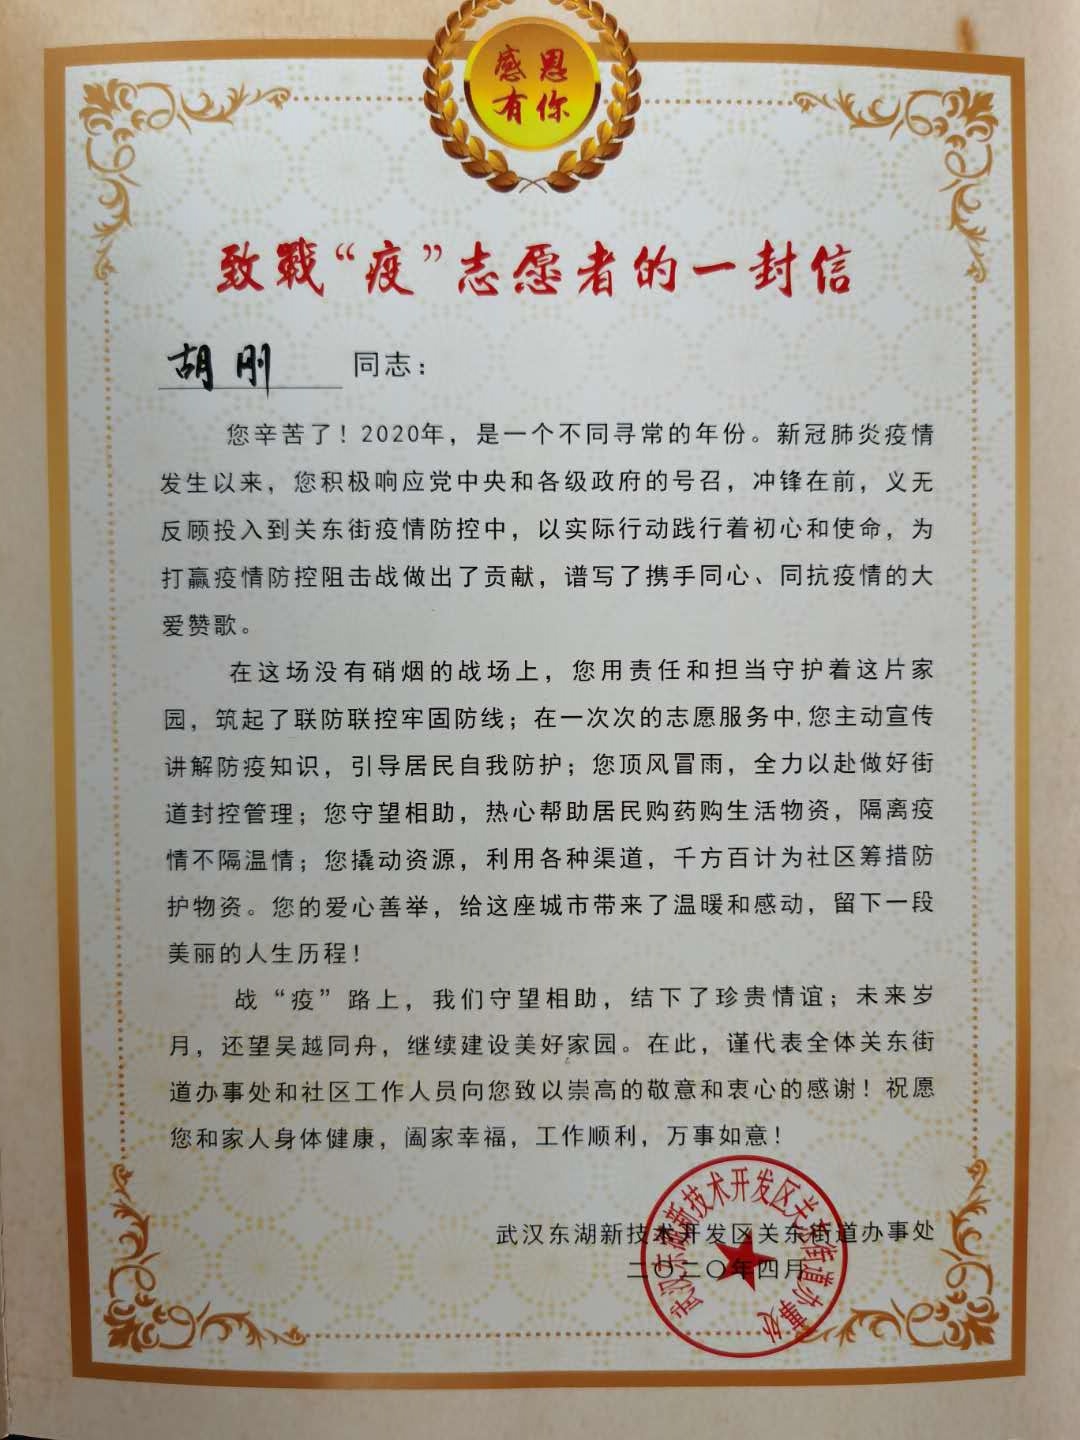 感恩
有你
致战“疫”志愿者的一封信
胡刚 同志：
您辛苦了！2020年，是一个不同寻常的年份。新冠肺炎疫情
发生以来，您积极响应党中央和各级政府的号召，冲锋在前，义无
反顾投入到关东街疫情防控中，以实际行动践行着初心和使命，为
打赢疫情防控阻击战做出了贡献，谱写了携手同心、同抗疫情的大
爱赞歌。
在这场没有硝烟的战场上，您用责任和担当守护着这片家
园，筑起了联防联控牢固防线；在一次次的志愿服务中,您主动宣传
讲解防疫知识，引导居民自我防护；您顶风冒雨，全力以赴做好街
道封控管理；您守望相助，热心帮助居民购药购生活物资，隔离疫
情不隔温情；您撬动资源，利用各种渠道，千方百计为社区筹措防
护物资。您的爱心善举，给这座城市带来了温暖和感动，留下一段
美丽的人生历程！
战“疫”路上，我们守望相助，结下了珍贵情谊；未来岁
月，还望吴越同舟，继续建设美好家园。在此，谨代表全体关东街
道办事处和社区工作人员向您致以崇高的敬意和衷心的感谢！祝愿
您和家人身体健康，阖家幸福，工作顺利，万事如意！
武汉东湖新技术开发区关东街道办事处
二〇二〇年四月
武汉东湖新技术开发区关东街道办事处